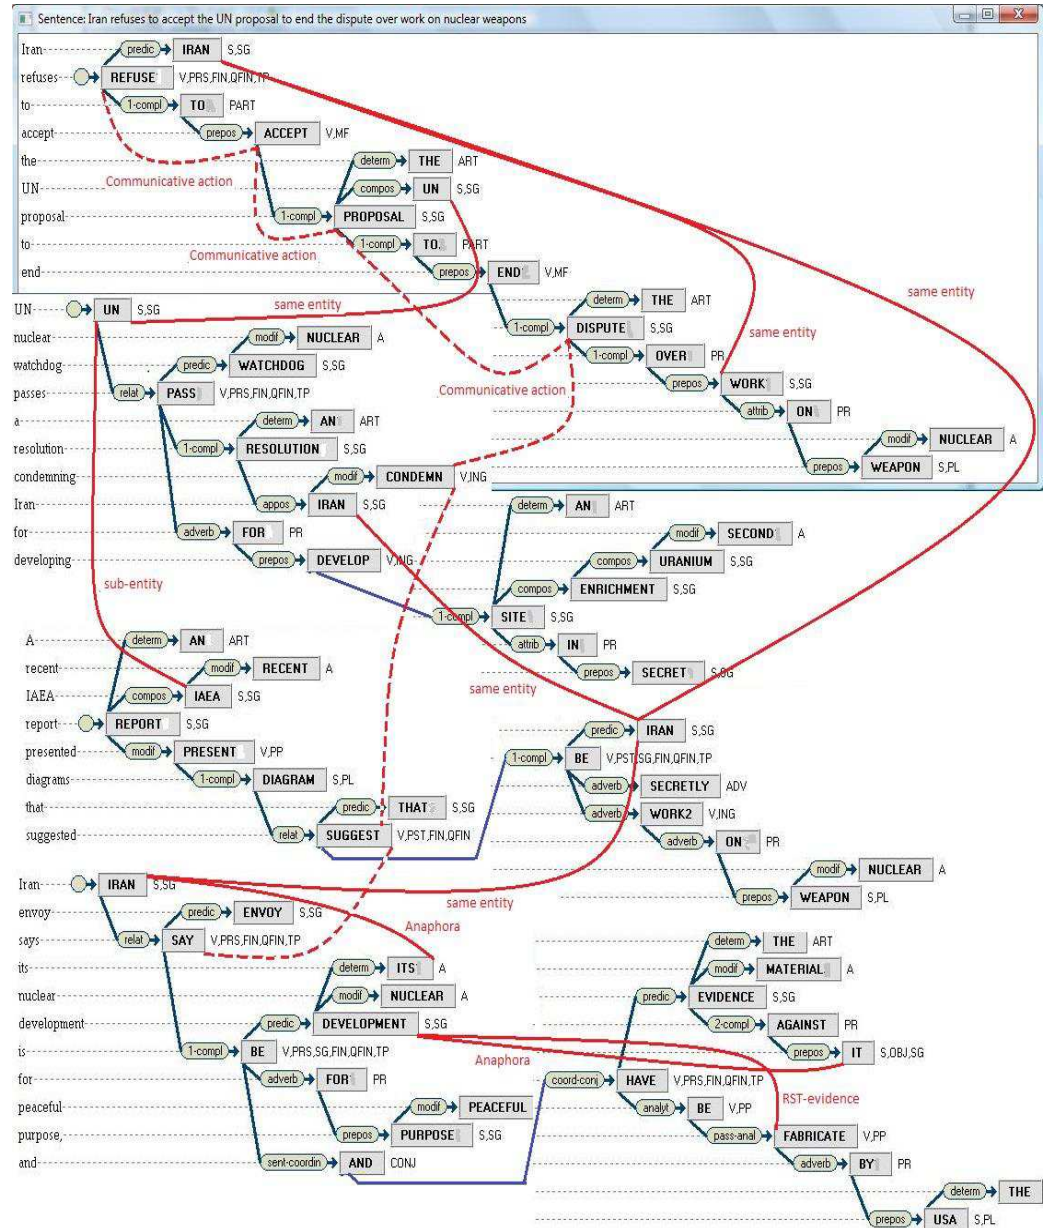 Sentence: Iran refuses to accept the UN proposal to end the dispute over work on nuclear weapons
Iran predic IRAN S,SG
refuses REFUSE V,PRS,FIN,QFIN,TP
to 1-compl TO PART
accept prepos ACCEPT V,MF
the determ THE ART
Communicative action
UN compos UN S,SG
proposal 1-compl PROPOSAL S,SG
to 1-compl TO PART
Communicative action
end prepos END V,MF
same entity
same entity
UN UN S,SG determ THE ART
nuclear modif NUCLEAR A 1-compl DISPUTE S,SG
same entity
watchdog predic WATCHDOG S,SG 1-compl OVER PR
passes relat PASS V,PRS,FIN,QFIN,TP Communicative action prepos WORK S,SG
a determ AN ART attrib ON PR
resolution 1-compl RESOLUTION S,SG modif NUCLEAR A
condemning modif CONDEMN V,ING prepos WEAPON S,PL
Iran appos IRAN S,SG determ AN ART
for adverb FOR PR modif SECOND A
developing prepos DEVELOP V,ING compos URANIUM S,SG
sub-entity
compos ENRICHMENT S,SG
1-compl SITE S,SG
A determ AN ART attrib IN PR
recent modif RECENT A prepos SECRET S,SG
same entity
IAEA compos IAEA S,SG
report REPORT S,SG predic IRAN S,SG
presented modif PRESENT V,PP 1-compl BE V,PST,SG,FIN,QFIN,TP
diagrams 1-compl DIAGRAM S,PL adverb SECRETLY ADV
that predic THAT S,SG adverb WORK2 V,ING
suggested relat SUGGEST V,PST,FIN,QFIN adverb ON PR
modif NUCLEAR A
Iran IRAN S,SG prepos WEAPON S,PL
same entity
envoy predic ENVOY S,SG
Anaphora
says relat SAY V,PRS,FIN,QFIN,TP determ THE ART
its determ ITS A modif MATERIAL A
nuclear modif NUCLEAR A predic EVIDENCE S,SG
development predic DEVELOPMENT S,SG 2-compl AGAINST PR
is 1-compl BE V,PRS,SG,FIN,QFIN,TP Anaphora prepos IT S,OBJ,SG
for adverb FOR PR coord-conj HAVE V,PRS,FIN,QFIN,TP
RST-evidence
peaceful modif PEACEFUL analyt BE V,PP
purpose, prepos PURPOSE S,SG pass-anal FABRICATE V,PP
and sent-coordin AND CONJ adverb BY PR
determ THE
prepos USA S,PL